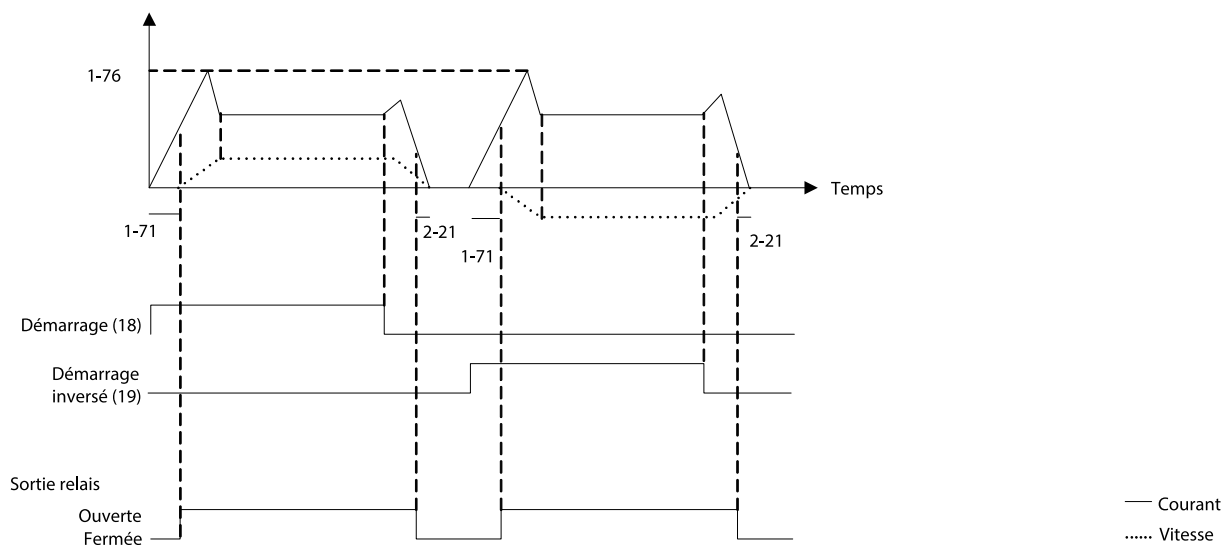 1-76
Temps
1-71
2-21
1-71
2-21
Démarrage (18)
Démarrage
inversé (19)
Sortie relais
Ouverte
Fermée
Courant
Vitesse